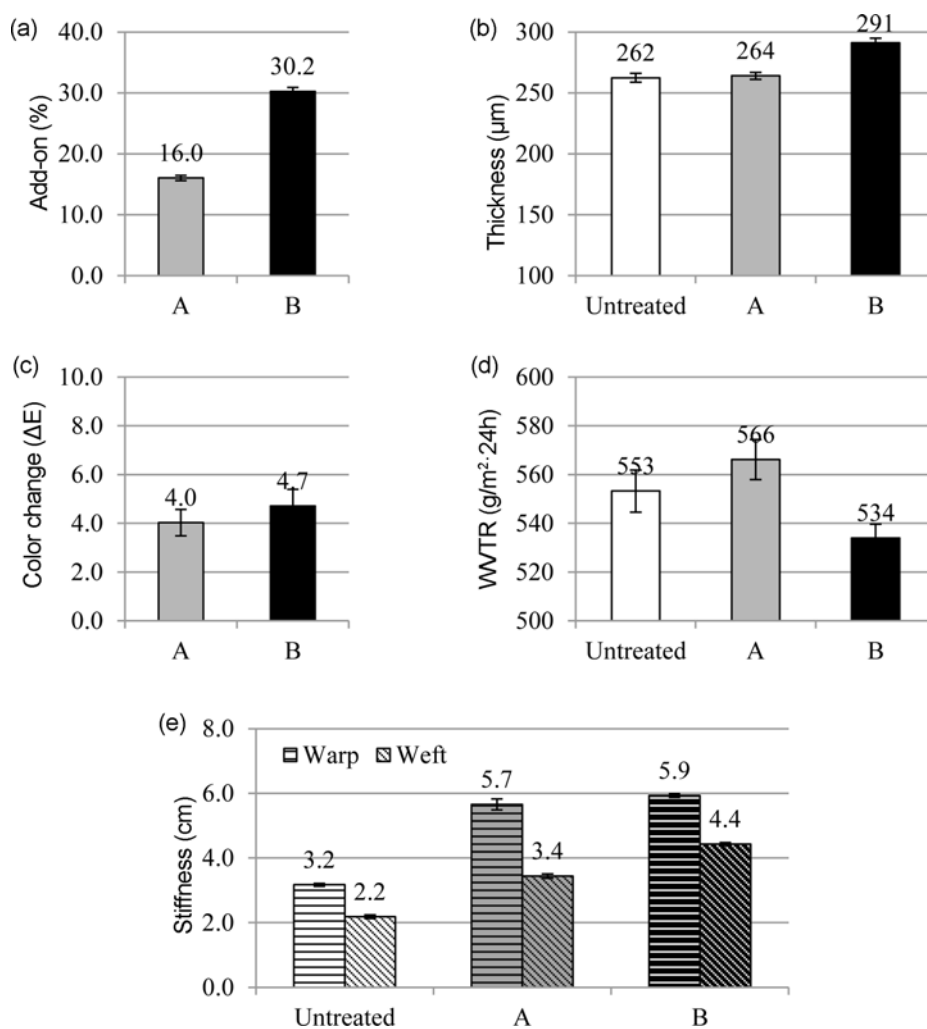 (a)
Add-on (%)
40.0
30.0
20.0
10.0
0.0
16.0
30.2
A
B
(b)
Thickness (µm)
300
250
200
150
100
262
264
291
Untreated
A
B
(c)
Color change (ΔE)
10.0
8.0
6.0
4.0
2.0
0.0
4.0
4.7
A
B
(d)
WVTR (g/m²·24h)
600
580
560
540
520
500
553
566
534
Untreated
A
B
(e)
Stiffness (cm)
8.0
6.0
4.0
2.0
0.0
Warp
Weft
3.2
2.2
5.7
3.4
5.9
4.4
Untreated
A
B